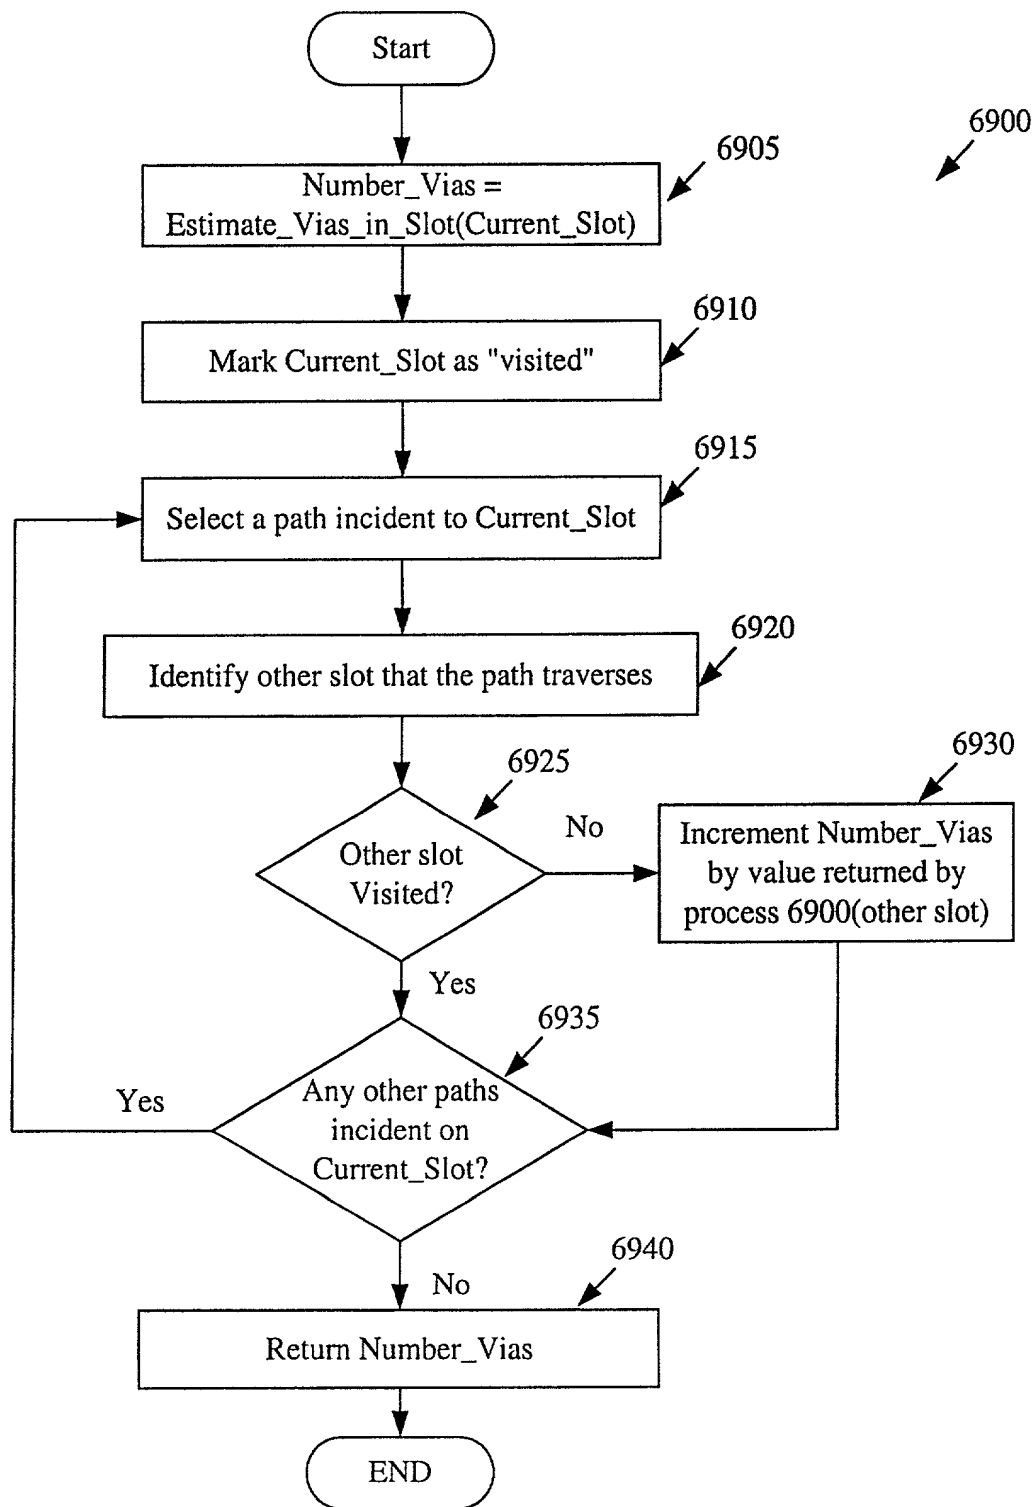 Start
6900
6905
Number_Vias =
Estimate_Vias_in_Slot(Current_Slot)
6910
Mark Current_Slot as "visited"
6915
Select a path incident to Current_Slot
6920
Identify other slot that the path traverses
6925
Other slot
Visited?
No
6930
Increment Number_Vias
by value returned by
process 6900(other slot)
Yes
6935
Any other paths
incident on
Current_Slot?
Yes
No
6940
Return Number_Vias
END